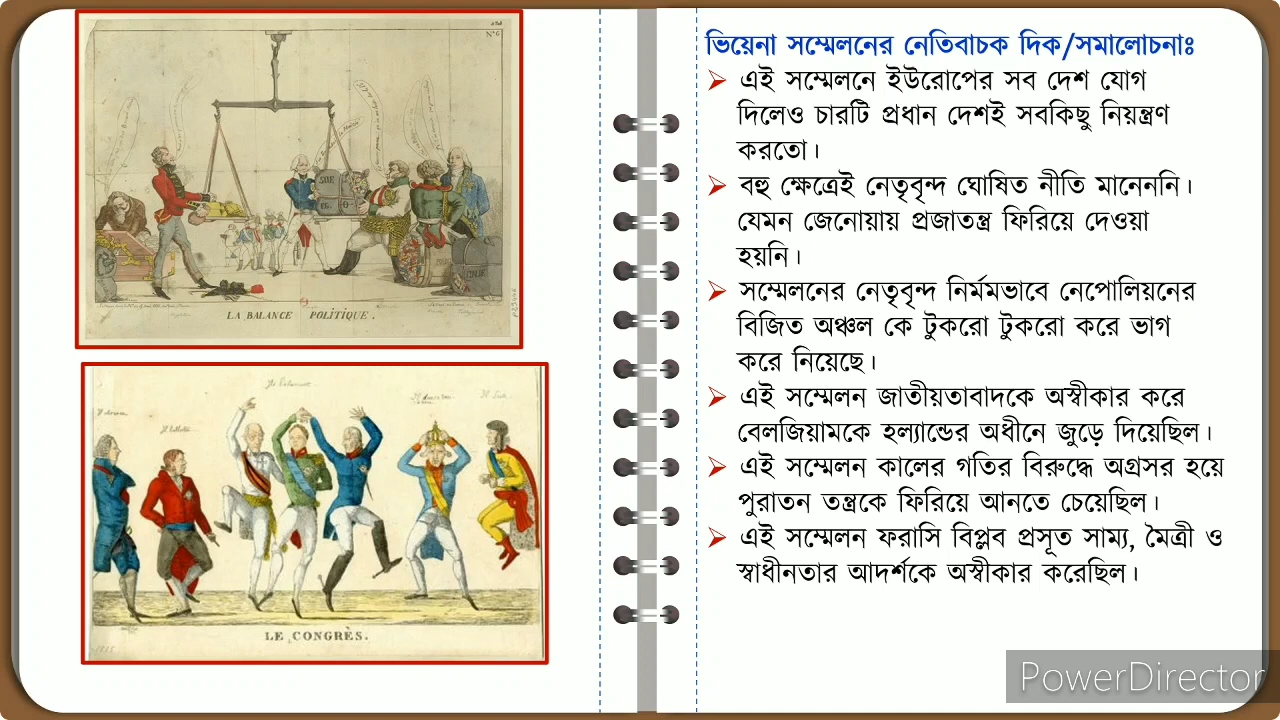 Nº 6
LA BALANCE POLITIQUE.
LE CONGRÈS.
ভিয়েনা সম্মেলনের নেতিবাচক দিক/সমালোচনাঃ
➢ এই সম্মেলনে ইউরোপের সব দেশ যোগ
দিলেও চারটি প্রধান দেশই সবকিছু নিয়ন্ত্রণ
করতো।
➢ বহু ক্ষেত্রেই নেতৃবৃন্দ ঘোষিত নীতি মানেননি।
যেমন জেনোয়ায় প্রজাতন্ত্র ফিরিয়ে দেওয়া
হয়নি।
➢ সম্মেলনের নেতৃবৃন্দ নির্মমভাবে নেপোলিয়নের
বিজিত অঞ্চল কে টুকরো টুকরো করে ভাগ
করে নিয়েছে।
➢ এই সম্মেলন জাতীয়তাবাদকে অস্বীকার করে
বেলজিয়ামকে হল্যান্ডের অধীনে জুড়ে দিয়েছিল।
➢ এই সম্মেলন কালের গতির বিরুদ্ধে অগ্রসর হয়ে
পুরাতন তন্ত্রকে ফিরিয়ে আনতে চেয়েছিল।
➢ এই সম্মেলন ফরাসি বিপ্লব প্রসূত সাম্য, মৈত্রী ও
স্বাধীনতার আদর্শকে অস্বীকার করেছিল।
PowerDirector